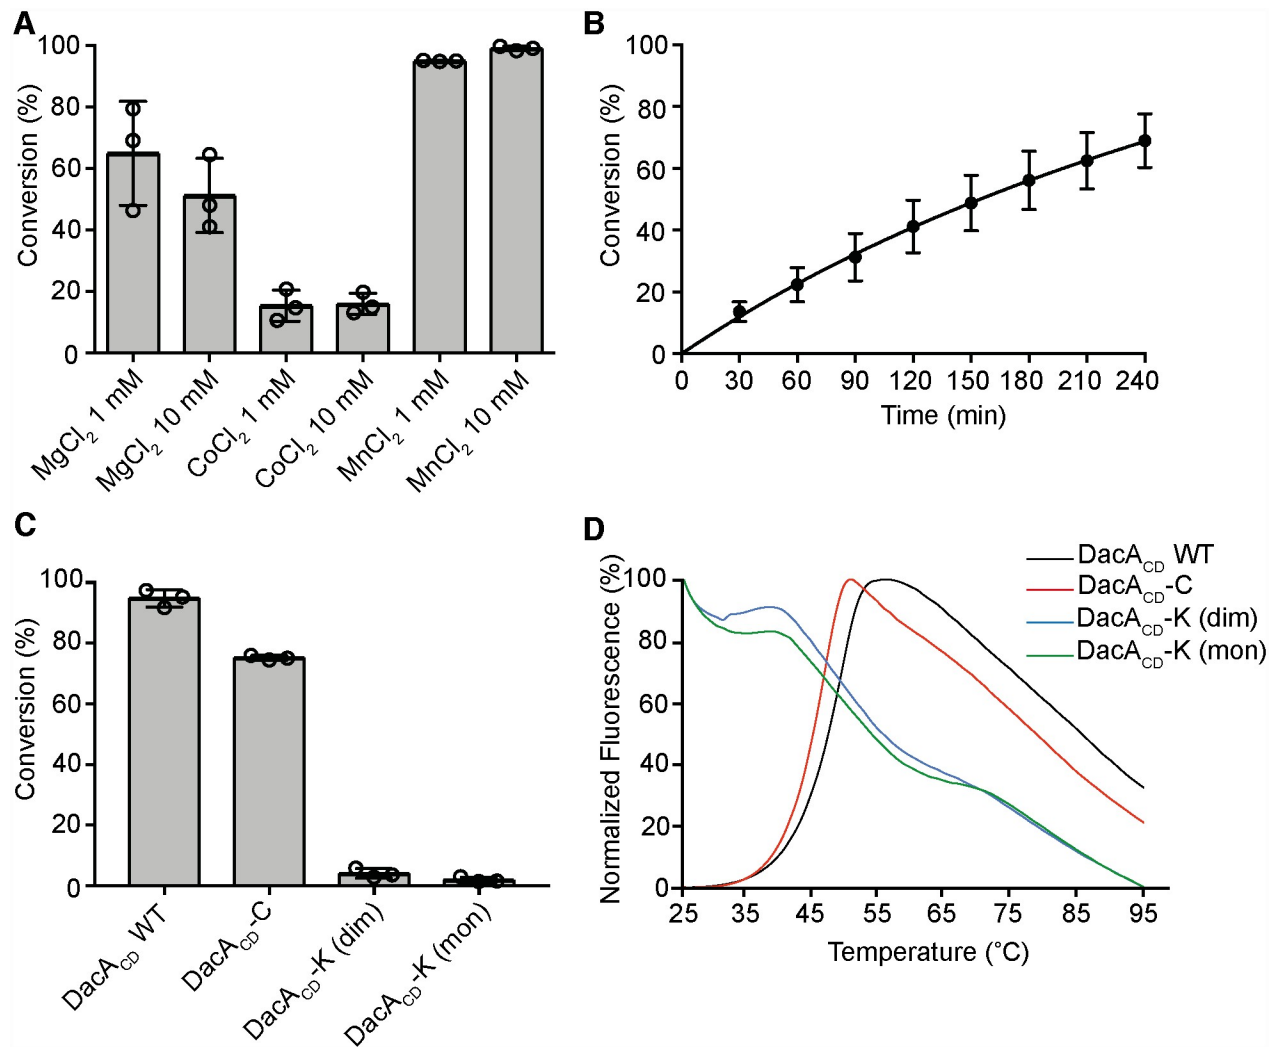 A
Conversion (%)
100
80
60
40
20
0
MgCl2 1 mM
MgCl2 10 mM
CoCl2 1 mM
CoCl2 10 mM
MnCl2 1 mM
MnCl2 10 mM
B
Conversion (%)
100
80
60
40
20
0
0 30 60 90 120 150 180 210 240
Time (min)
C
Conversion (%)
100
80
60
40
20
0
DacACD WT
DacACD-C
DacACD-K (dim)
DacACD-K (mon)
D
Normalized Fluorescence (%)
100
80
60
40
20
0
25 35 45 55 65 75 85 95
Temperature (°C)
DacACD WT
DacACD-C
DacACD-K (dim)
DacACD-K (mon)